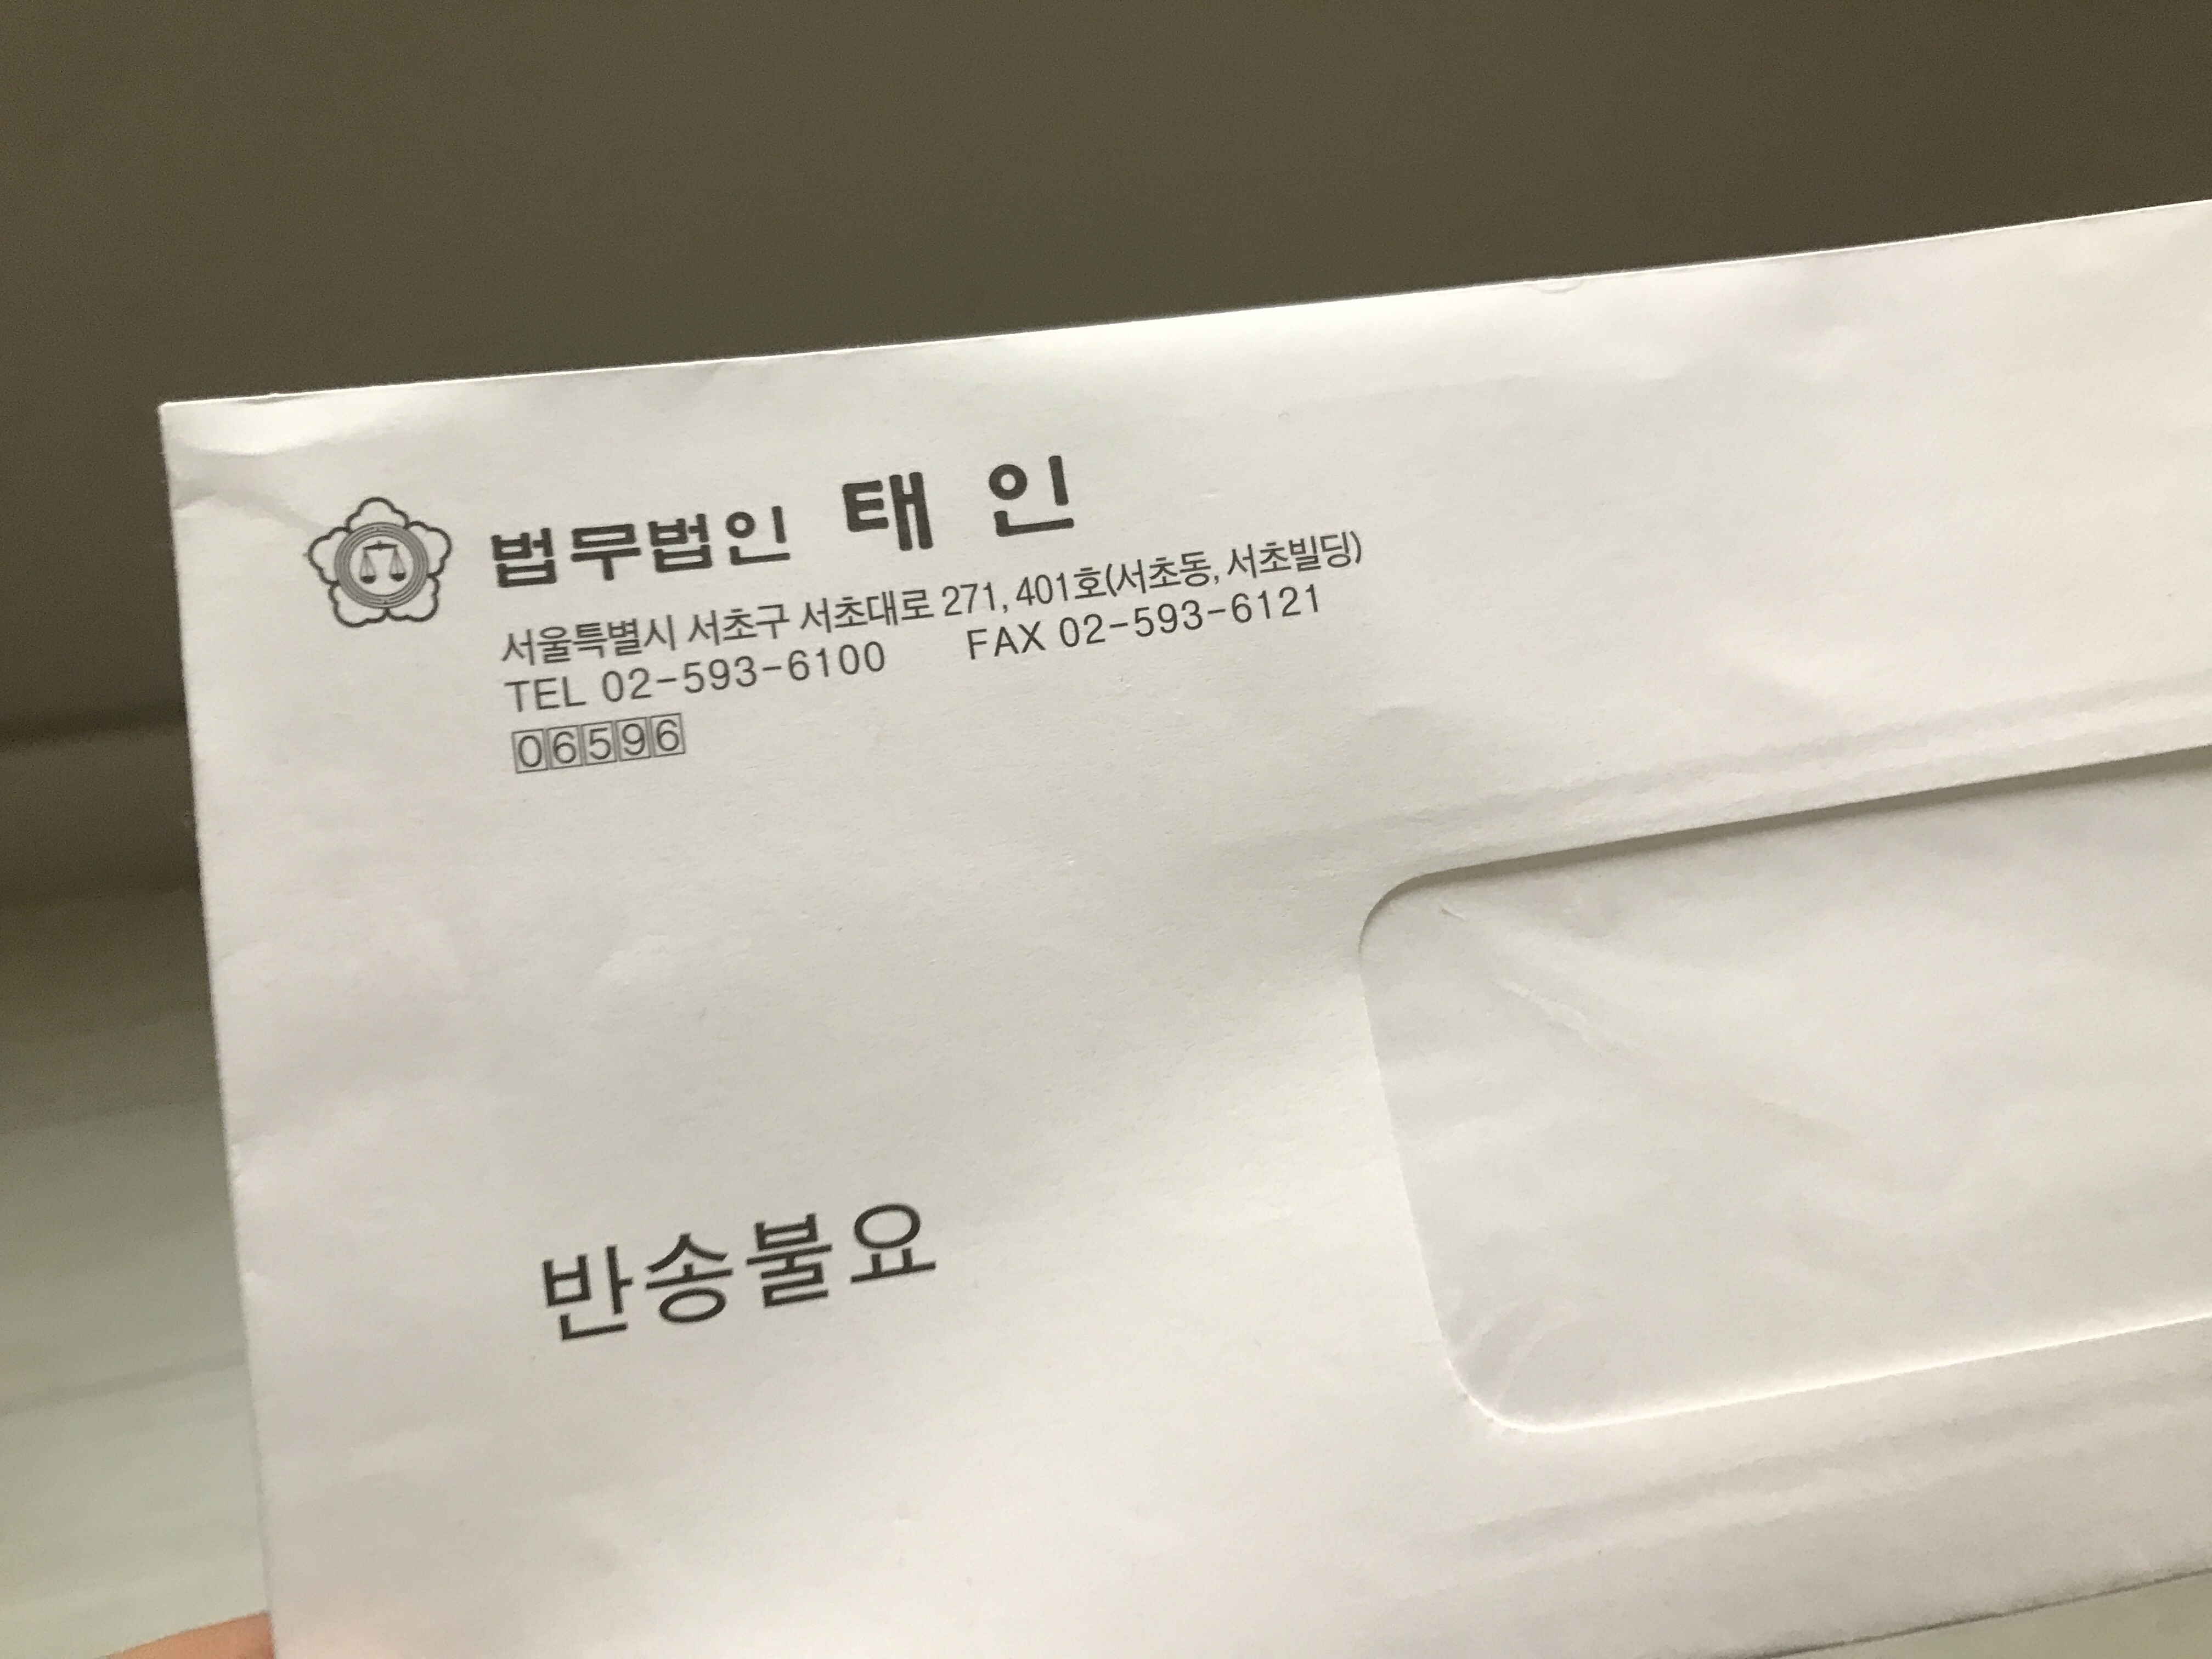 법무법인 태 인
서울특별시 서초구 서초대로 271, 401호(서초동, 서초빌딩)
TEL 02-593-6100 FAX 02-593-6121
06596
반송불요